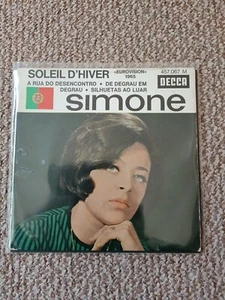 SOLEIL D'HIVER
«EUROVISION»
1965
457.067 M
A RUA DO DESENCONTRO • DE DEGRAU EM
DEGRAU • SILHUETAS AO LUAR
DECCA
simone